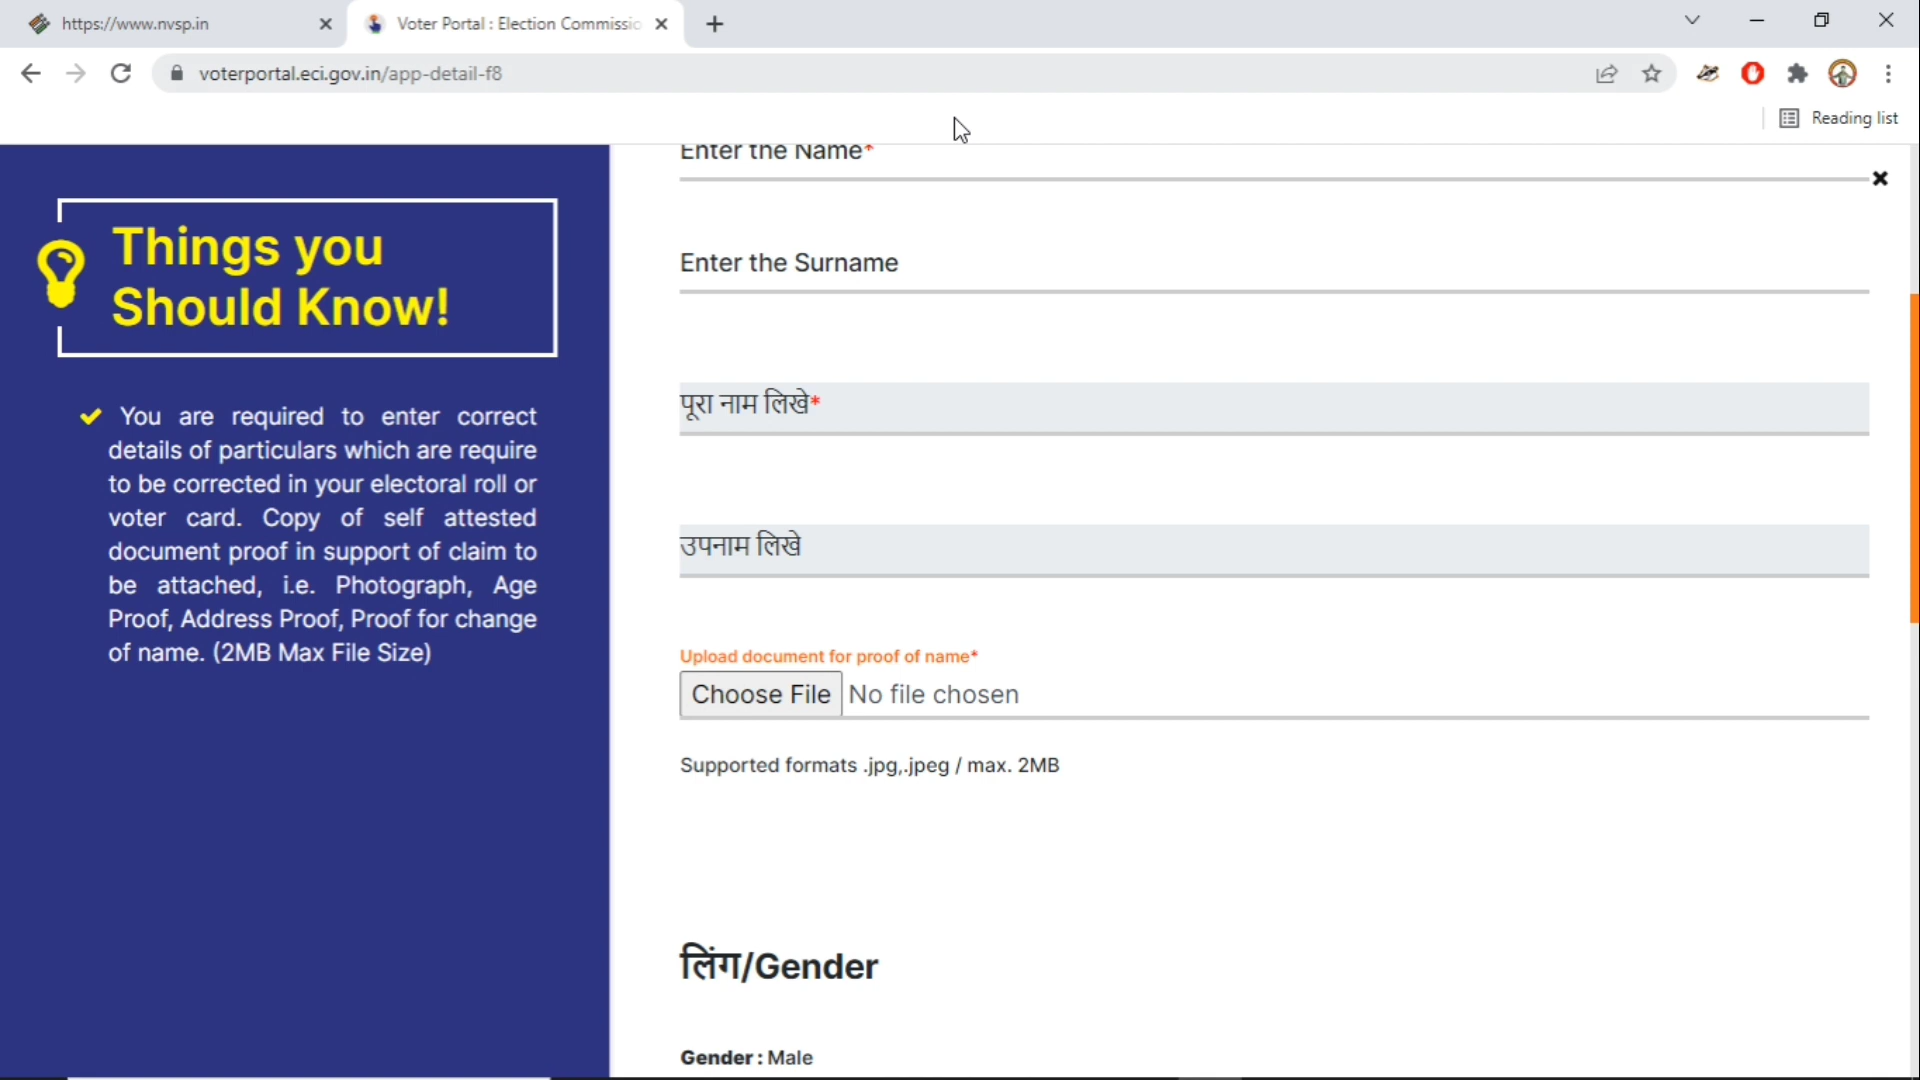 https://www.nvsp.in
Voter Portal : Election Commissio
voterportal.eci.gov.in/app-detail-f8
Reading list
Enter the Name*
Things you
Should Know!
Enter the Surname
पूरा नाम लिखे*
You are required to enter correct
details of particulars which are require
to be corrected in your electoral roll or
voter card. Copy of self attested
document proof in support of claim to
be attached, i.e. Photograph, Age
Proof, Address Proof, Proof for change
of name. (2MB Max File Size)
उपनाम लिखे
Upload document for proof of name*
Choose File No file chosen
Supported formats .jpg,.jpeg / max. 2MB
लिंग/Gender
Gender : Male